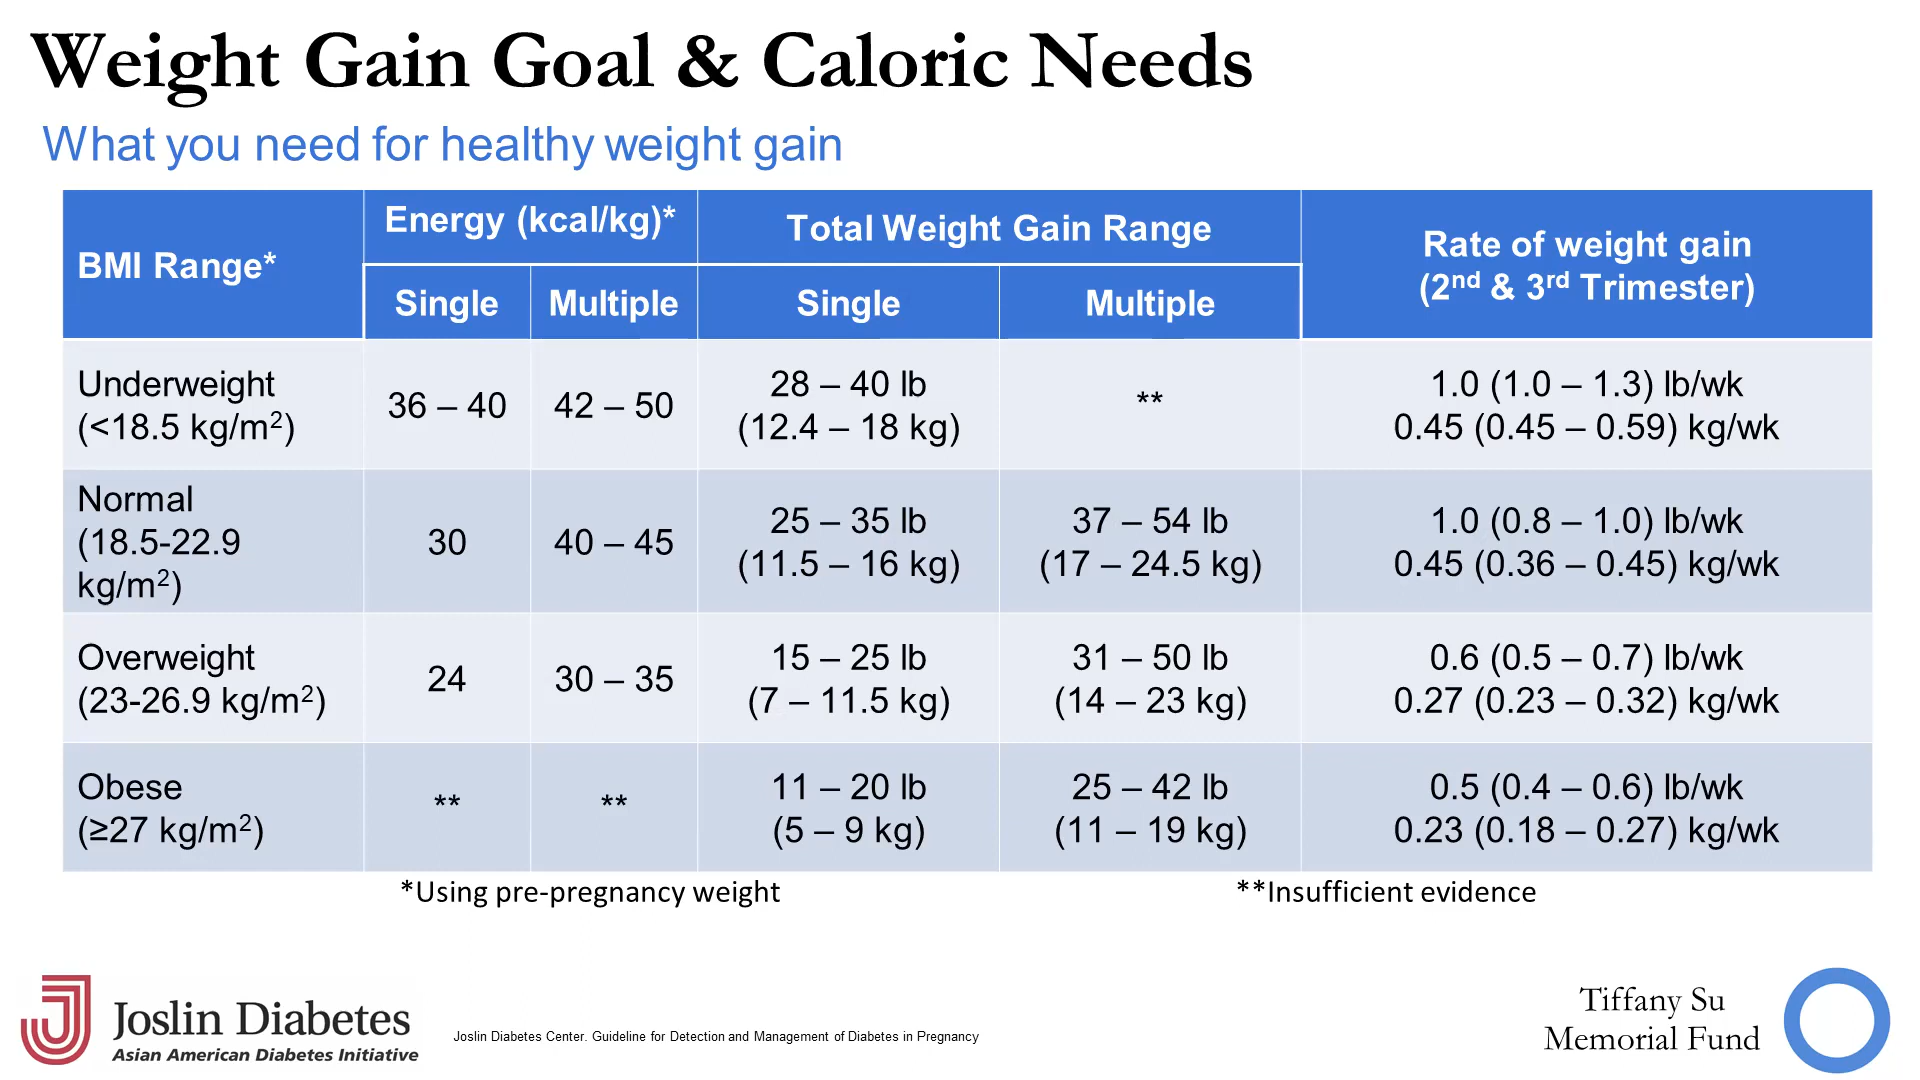 Weight Gain Goal & Caloric Needs
What you need for healthy weight gain
BMI Range*
Energy (kcal/kg)*
Total Weight Gain Range
Rate of weight gain
(2nd & 3rd Trimester)
Single
Multiple
Single
Multiple
Underweight
(<18.5 kg/m2)
36 – 40
42 – 50
28 – 40 lb
(12.4 – 18 kg)
**
1.0 (1.0 – 1.3) lb/wk
0.45 (0.45 – 0.59) kg/wk
Normal
(18.5-22.9
kg/m2)
30
40 – 45
25 – 35 lb
(11.5 – 16 kg)
37 – 54 lb
(17 – 24.5 kg)
1.0 (0.8 – 1.0) lb/wk
0.45 (0.36 – 0.45) kg/wk
Overweight
(23-26.9 kg/m2)
24
30 – 35
15 – 25 lb
(7 – 11.5 kg)
31 – 50 lb
(14 – 23 kg)
0.6 (0.5 – 0.7) lb/wk
0.27 (0.23 – 0.32) kg/wk
Obese
(≥27 kg/m2)
**
**
11 – 20 lb
(5 – 9 kg)
25 – 42 lb
(11 – 19 kg)
0.5 (0.4 – 0.6) lb/wk
0.23 (0.18 – 0.27) kg/wk
*Using pre-pregnancy weight
**Insufficient evidence
Joslin Diabetes
Asian American Diabetes Initiative
Joslin Diabetes Center. Guideline for Detection and Management of Diabetes in Pregnancy
Tiffany Su
Memorial Fund